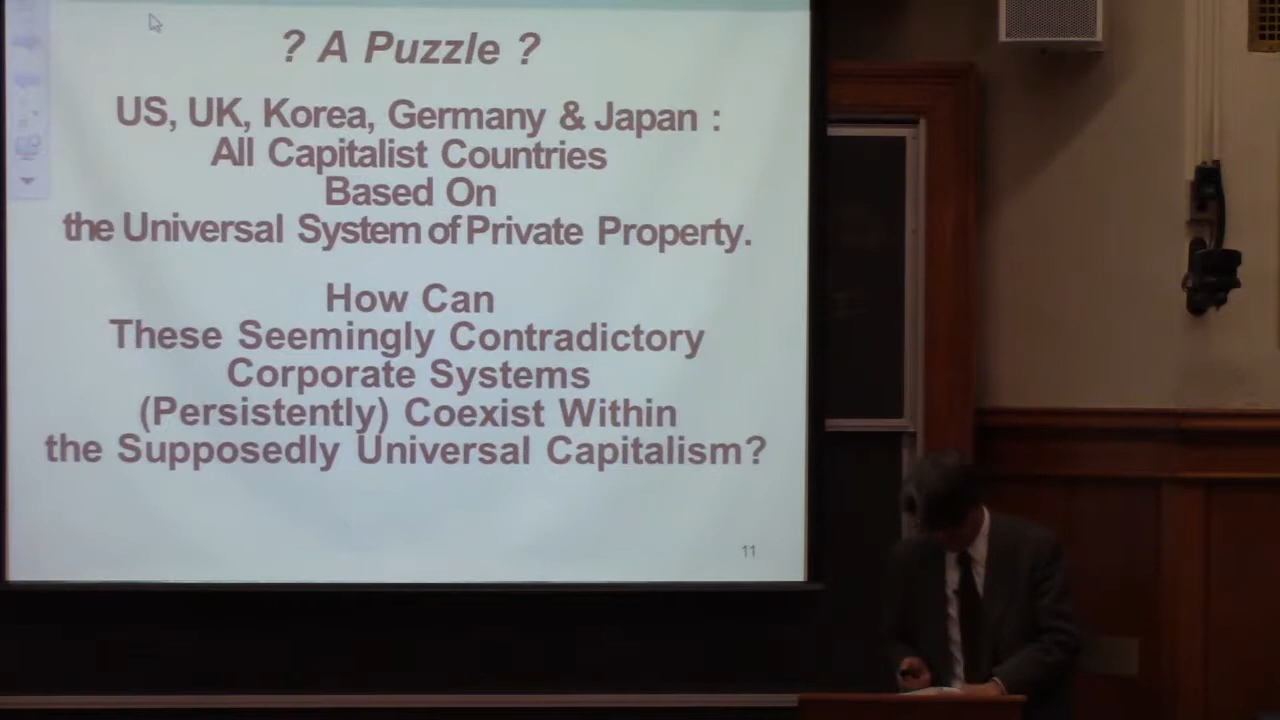 ? A Puzzle ?
US, UK, Korea, Germany & Japan :
All Capitalist Countries
Based On
the Universal System of Private Property.
How Can
These Seemingly Contradictory
Corporate Systems
(Persistently) Coexist Within
the Supposedly Universal Capitalism?
11